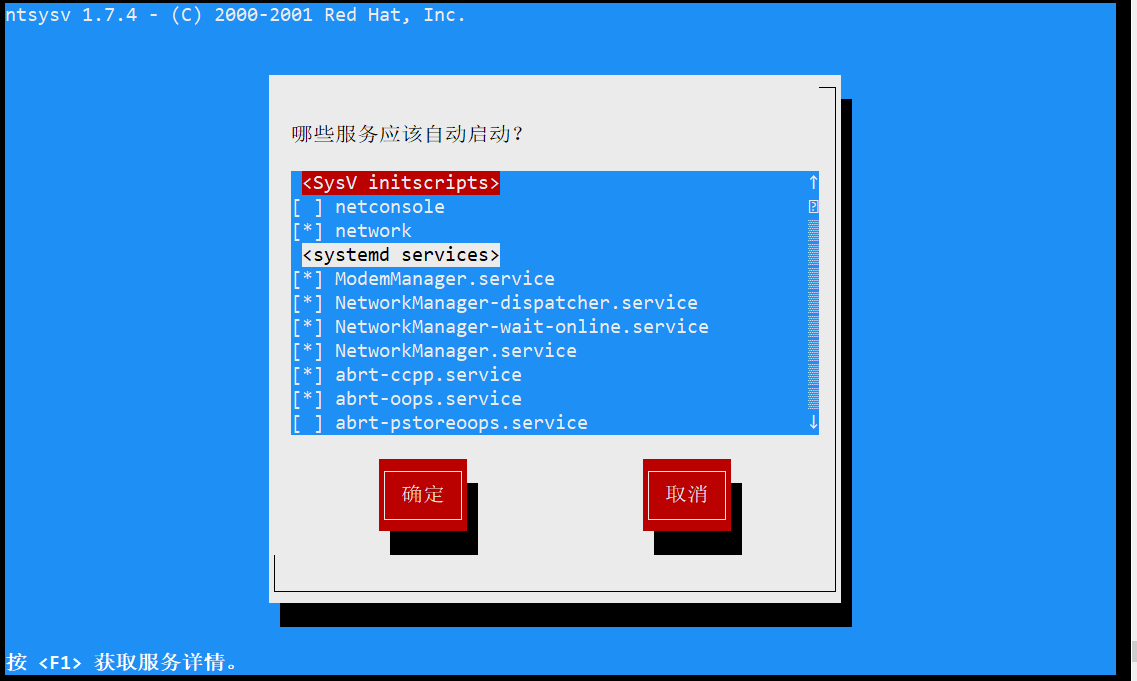 ntsysv 1.7.4 - (C) 2000-2001 Red Hat, Inc.
哪些服务应该自动启动?
<SysV initscripts>
[ ] netconsole
[*] network
<systemd services>
[*] ModemManager.service
[*] NetworkManager-dispatcher.service
[*] NetworkManager-wait-online.service
[*] NetworkManager.service
[*] abrt-ccpp.service
[*] abrt-oops.service
[ ] abrt-pstoreoops.service
确定 取消
按 <F1> 获取服务详情。